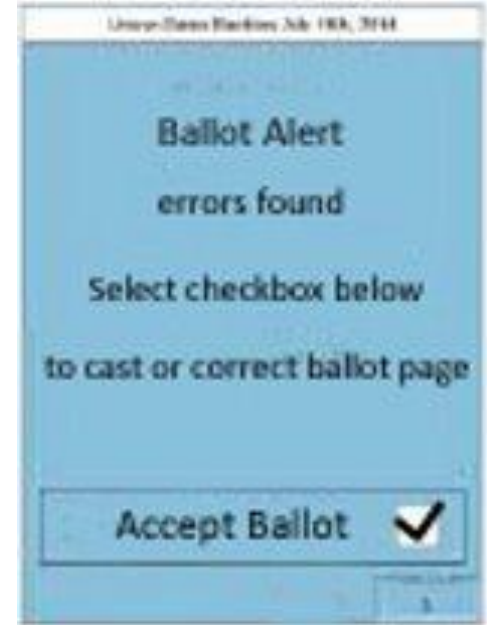 Ballot Alert
errors found
Select checkbox below
to cast or correct ballot page
Accept Ballot